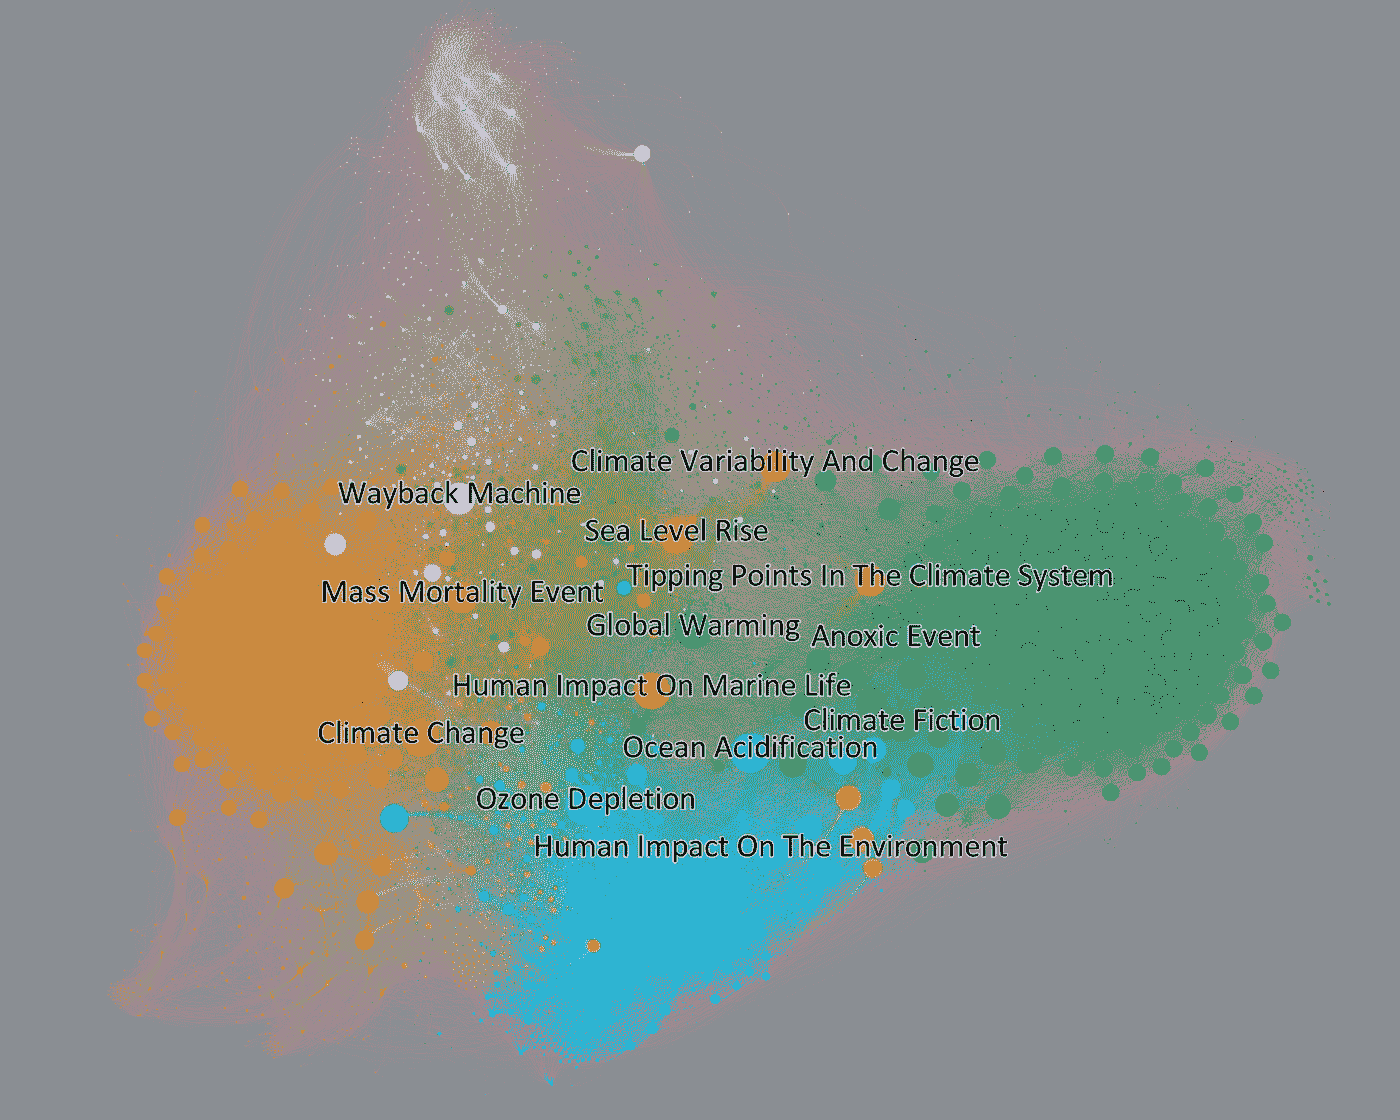 Climate Variability And Change
Wayback Machine
Sea Level Rise
Tipping Points In The Climate System
Mass Mortality Event
Global Warming
Anoxic Event
Human Impact On Marine Life
Climate Fiction
Climate Change
Ocean Acidification
Ozone Depletion
Human Impact On The Environment